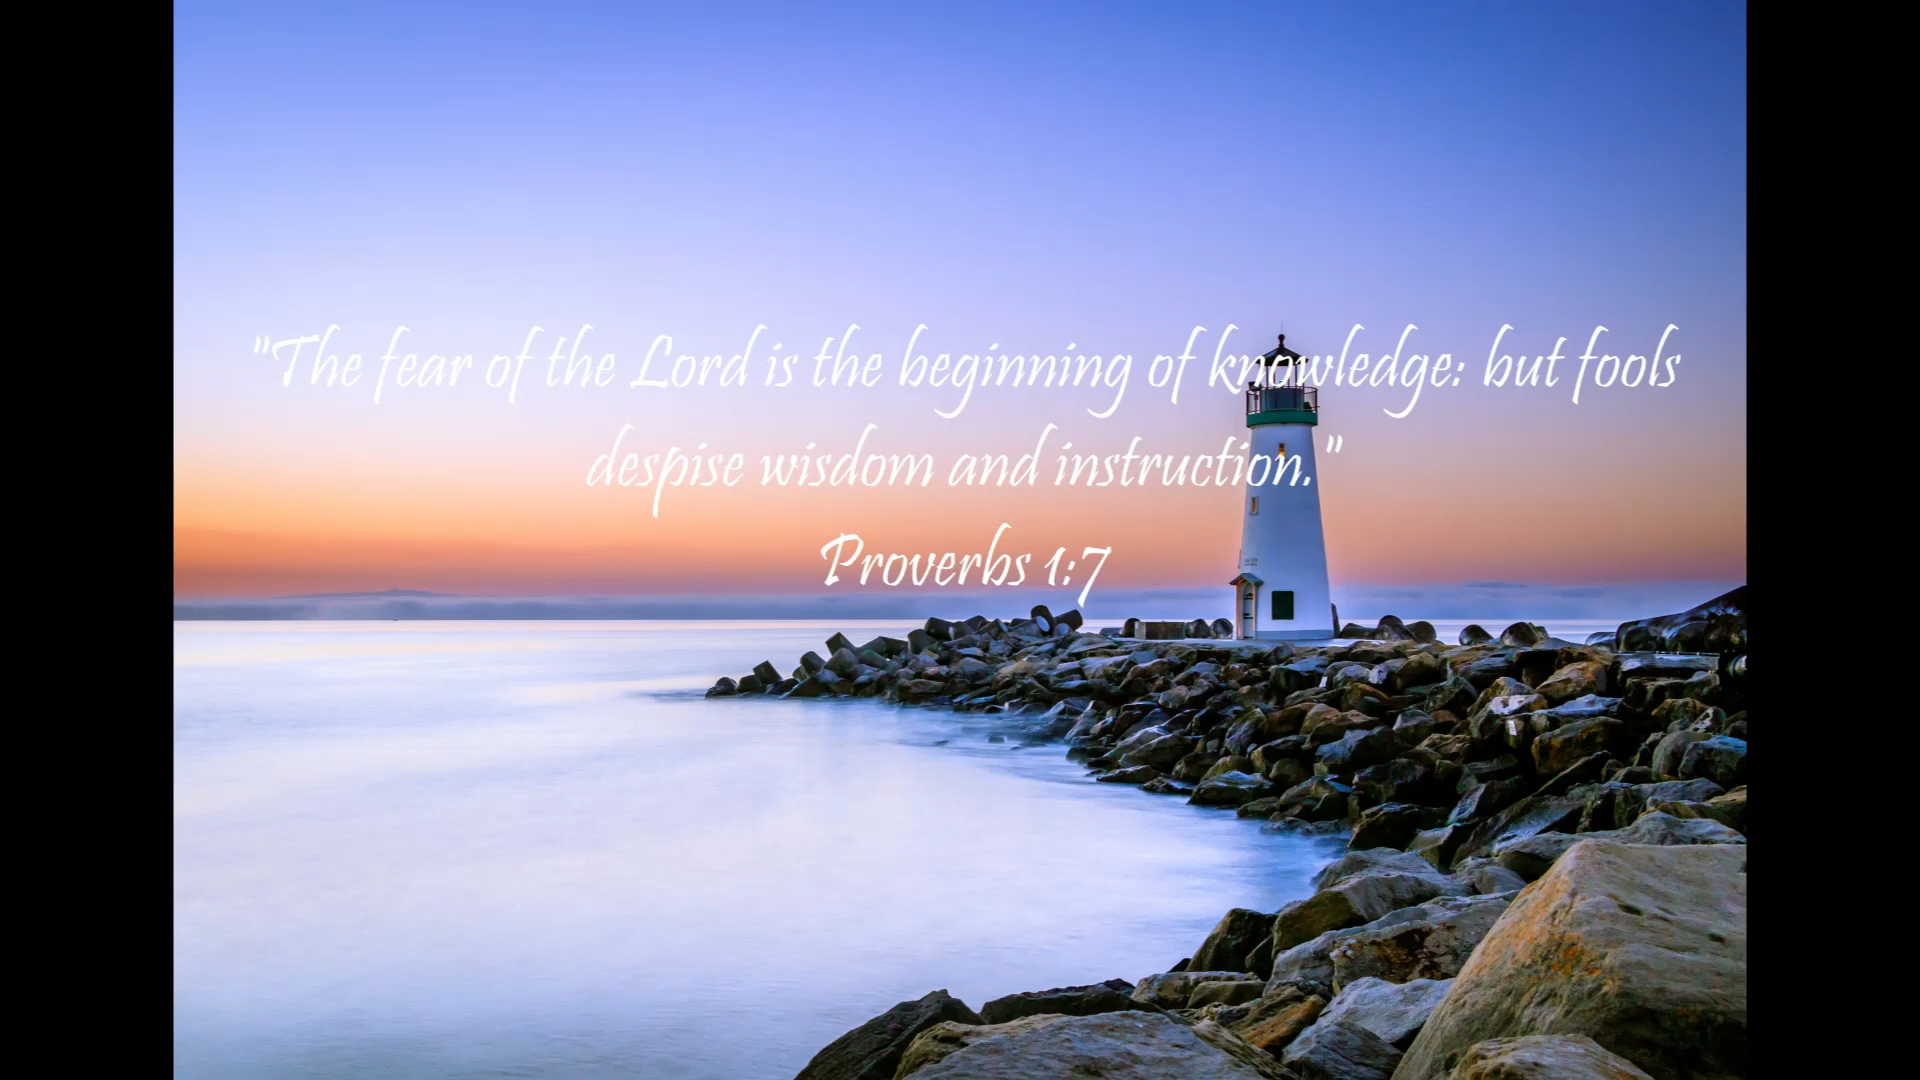 "The fear of the Lord is the beginning of knowledge: but fools
despise wisdom and instruction."
Proverbs 1:7